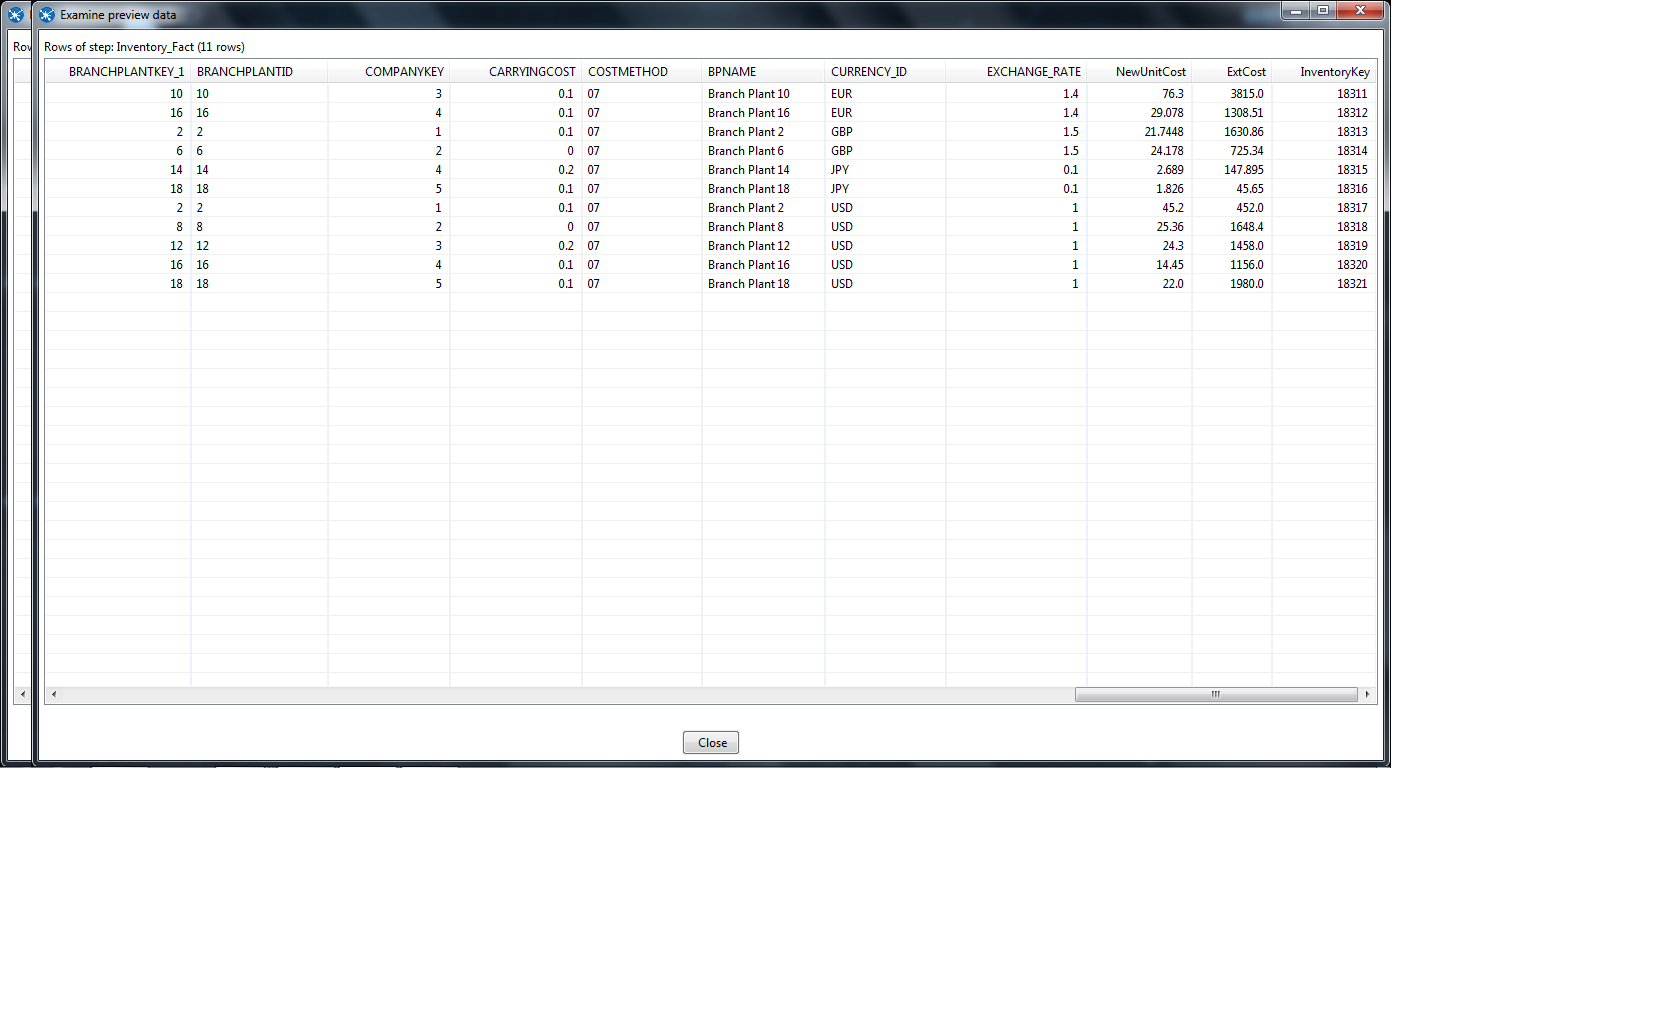 Examine preview data
Row Rows of step: Inventory_Fact (11 rows)
BRANCHPLANTKEY_1 BRANCHPLANTID COMPANYKEY CARRYINGCOST COSTMETHOD BPNAME CURRENCY_ID EXCHANGE_RATE NewUnitCost ExtCost InventoryKey
10 10 3 0.1 07 Branch Plant 10 EUR 1.4 76.3 3815.0 18311
16 16 4 0.1 07 Branch Plant 16 EUR 1.4 29.078 1308.51 18312
2 2 1 0.1 07 Branch Plant 2 GBP 1.5 21.7448 1630.86 18313
6 6 2 0 07 Branch Plant 6 GBP 1.5 24.178 725.34 18314
14 14 4 0.2 07 Branch Plant 14 JPY 0.1 2.689 147.895 18315
18 18 5 0.1 07 Branch Plant 18 JPY 0.1 1.826 45.65 18316
2 2 1 0.1 07 Branch Plant 2 USD 1 45.2 452.0 18317
8 8 2 0 07 Branch Plant 8 USD 1 25.36 1648.4 18318
12 12 3 0.2 07 Branch Plant 12 USD 1 24.3 1458.0 18319
16 16 4 0.1 07 Branch Plant 16 USD 1 14.45 1156.0 18320
18 18 5 0.1 07 Branch Plant 18 USD 1 22.0 1980.0 18321
Close